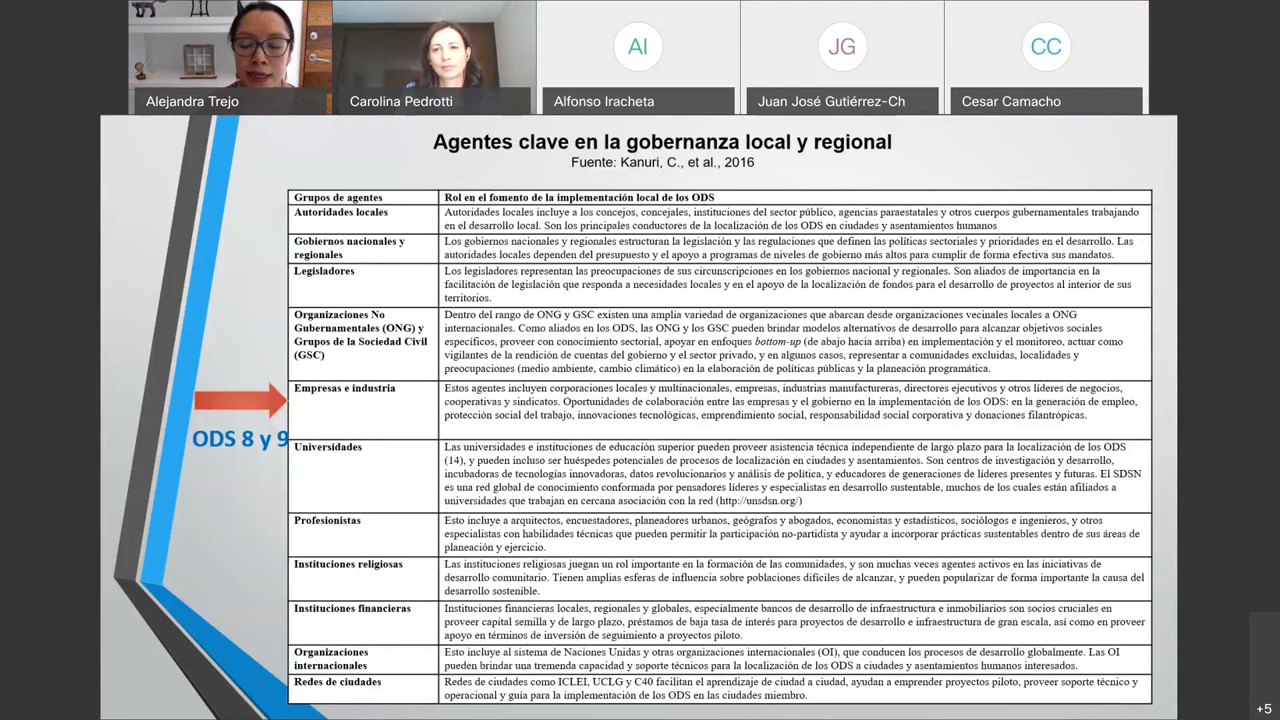 AI
JG
CC
Alejandra Trejo
Carolina Pedrotti
Alfonso Iracheta
Juan José Gutiérrez-Ch
Cesar Camacho
Agentes clave en la gobernanza local y regional
Fuente: Kanuri, C., et al., 2016
Grupos de agentes
Rol en el fomento de la implementación local de los ODS
Autoridades locales
Autoridades locales incluye a los concejos, concejales, instituciones del sector público, agencias paraestatales y otros cuerpos gubernamentales trabajando
en el desarrollo local. Son los principales conductores de la localización de los ODS en ciudades y asentamientos humanos
Gobiernos nacionales y
regionales
Los gobiernos nacionales y regionales estructuran la legislación y las regulaciones que definen las políticas sectoriales y prioridades en el desarrollo. Las
autoridades locales dependen del presupuesto y el apoyo a programas de niveles de gobierno más altos para cumplir de forma efectiva sus mandatos.
Legisladores
Los legisladores representan las preocupaciones de sus circunscripciones en los gobiernos nacional y regionales. Son aliados de importancia en la
facilitación de legislación que responda a necesidades locales y en el apoyo de la localización de fondos para el desarrollo de proyectos al interior de sus
territorios.
Organizaciones No
Gubernamentales (ONG) y
Grupos de la Sociedad Civil
(GSC)
Dentro del rango de ONG y GSC existen una amplia variedad de organizaciones que abarcan desde organizaciones vecinales locales a ONG
internacionales. Como aliados en los ODS, las ONG y los GSC pueden brindar modelos alternativos de desarrollo para alcanzar objetivos sociales
específicos, proveer con conocimiento sectorial, apoyar en enfoques bottom-up (de abajo hacia arriba) en implementación y el monitoreo, actuar como
vigilantes de la rendición de cuentas del gobierno y el sector privado, y en algunos casos, representar a comunidades excluidas, localidades y
preocupaciones (medio ambiente, cambio climático) en la elaboración de políticas públicas y la planeación programática.
Empresas e industria
Estos agentes incluyen corporaciones locales y multinacionales, empresas, industrias manufactureras, directores ejecutivos y otros líderes de negocios,
cooperativas y sindicatos. Oportunidades de colaboración entre las empresas y el gobierno en la implementación de los ODS: en la generación de empleo,
protección social del trabajo, innovaciones tecnológicas, emprendimiento social, responsabilidad social corporativa y donaciones filantrópicas.
ODS 8 y 9
Universidades
Las universidades e instituciones de educación superior pueden proveer asistencia técnica independiente de largo plazo para la localización de los ODS
(14), y pueden incluso ser huéspedes potenciales de procesos de localización en ciudades y asentamientos. Son centros de investigación y desarrollo,
incubadoras de tecnologías innovadoras, datos revolucionarios y análisis de política, y educadores de generaciones de líderes presentes y futuras. El SDSN
es una red global de conocimiento conformada por pensadores líderes y especialistas en desarrollo sustentable, muchos de los cuales están afiliados a
universidades que trabajan en cercana asociación con la red (http://unsdsn.org/)
Profesionistas
Esto incluye a arquitectos, encuestadores, planeadores urbanos, geógrafos y abogados, economistas y estadísticos, sociólogos e ingenieros, y otros
especialistas con habilidades técnicas que pueden permitir la participación no-partidista y ayudar a incorporar prácticas sustentables dentro de sus áreas de
planeación y ejercicio.
Instituciones religiosas
Las instituciones religiosas juegan un rol importante en la formación de las comunidades, y son muchas veces agentes activos en las iniciativas de
desarrollo comunitario. Tienen amplias esferas de influencia sobre poblaciones difíciles de alcanzar, y pueden popularizar de forma importante la causa del
desarrollo sostenible.
Instituciones financieras
Instituciones financieras locales, regionales y globales, especialmente bancos de desarrollo de infraestructura e inmobiliarios son socios cruciales en
proveer capital semilla y de largo plazo, préstamos de baja tasa de interés para proyectos de desarrollo e infraestructura de gran escala, así como en proveer
apoyo en términos de inversión de seguimiento a proyectos piloto.
Organizaciones
internacionales
Esto incluye al sistema de Naciones Unidas y otras organizaciones internacionales (OI), que conducen los procesos de desarrollo globalmente. Las OI
pueden brindar una tremenda capacidad y soporte técnicos para la localización de los ODS a ciudades y asentamientos humanos interesados.
Redes de ciudades
Redes de ciudades como ICLEI, UCLG y C40 facilitan el aprendizaje de ciudad a ciudad, ayudan a emprender proyectos piloto, proveer soporte técnico y
operacional y guía para la implementación de los ODS en las ciudades miembro.
+5